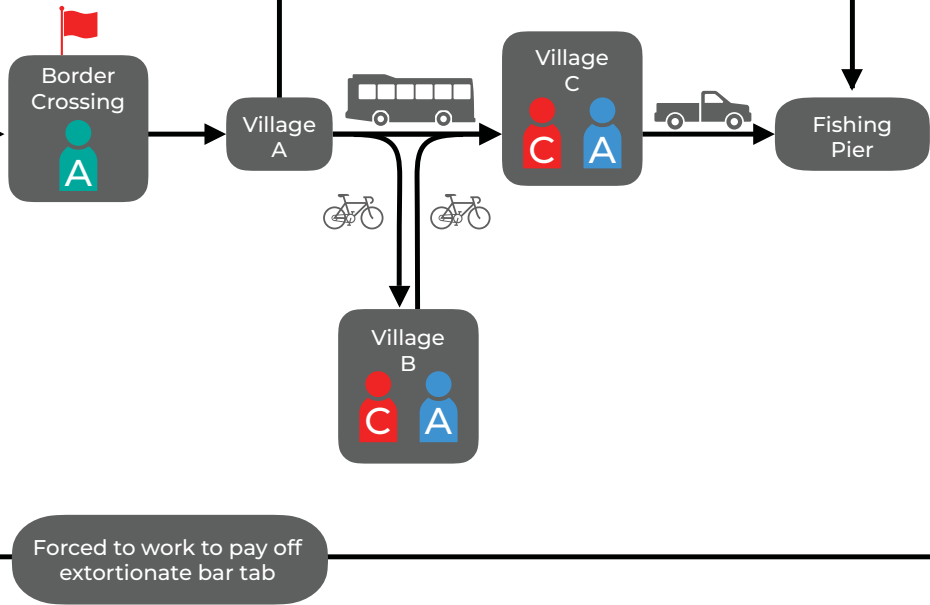 Border
Crossing
A
Village
A
Village
C
C A
Fishing
Pier
Village
B
C A
Forced to work to pay off
extortionate bar tab